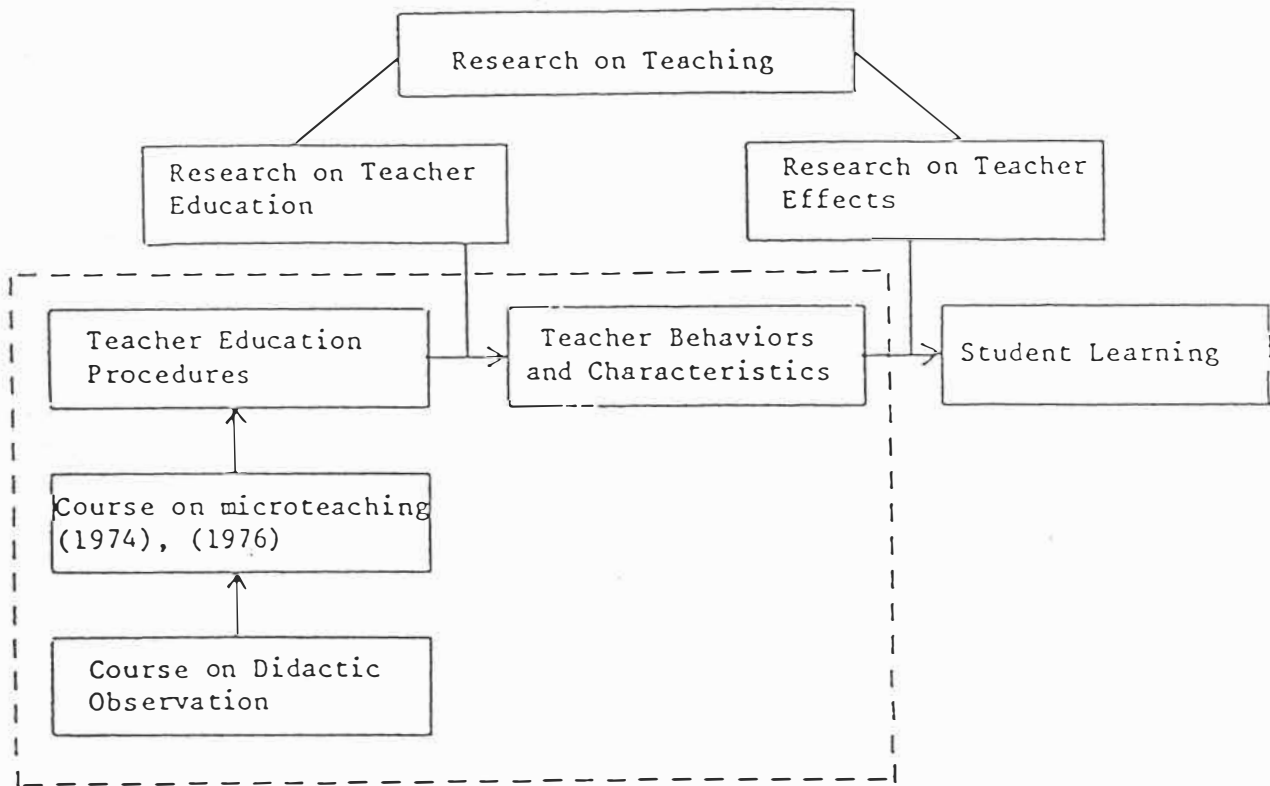 Research on Teaching
Research on Teacher
Education
Research on Teacher
Effects
Teacher Education
Procedures
Teacher Behaviors
and Characteristics
Student Learning
Course on microteaching
(1974), (1976)
Course on Didactic
Observation